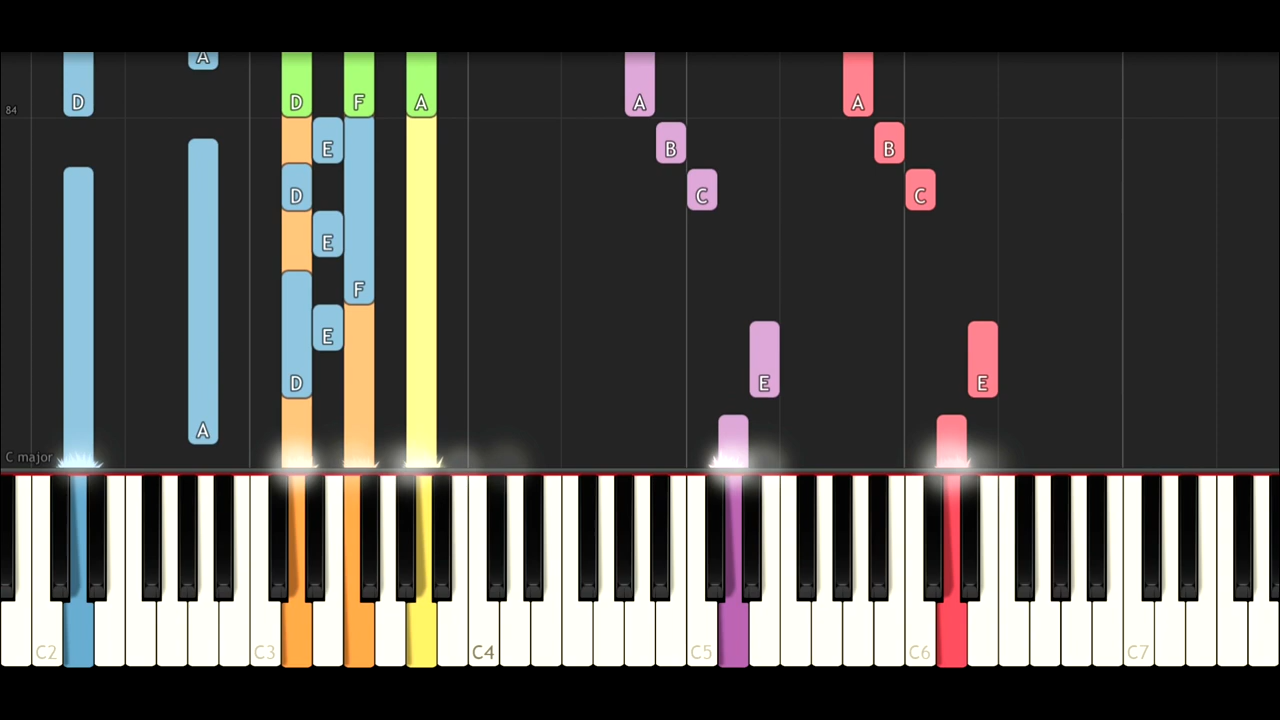 A
D D F A A A
84
E B B
D C C
E
F
E
D E E
A
C major
C2 C3 C4 C5 C6 C7